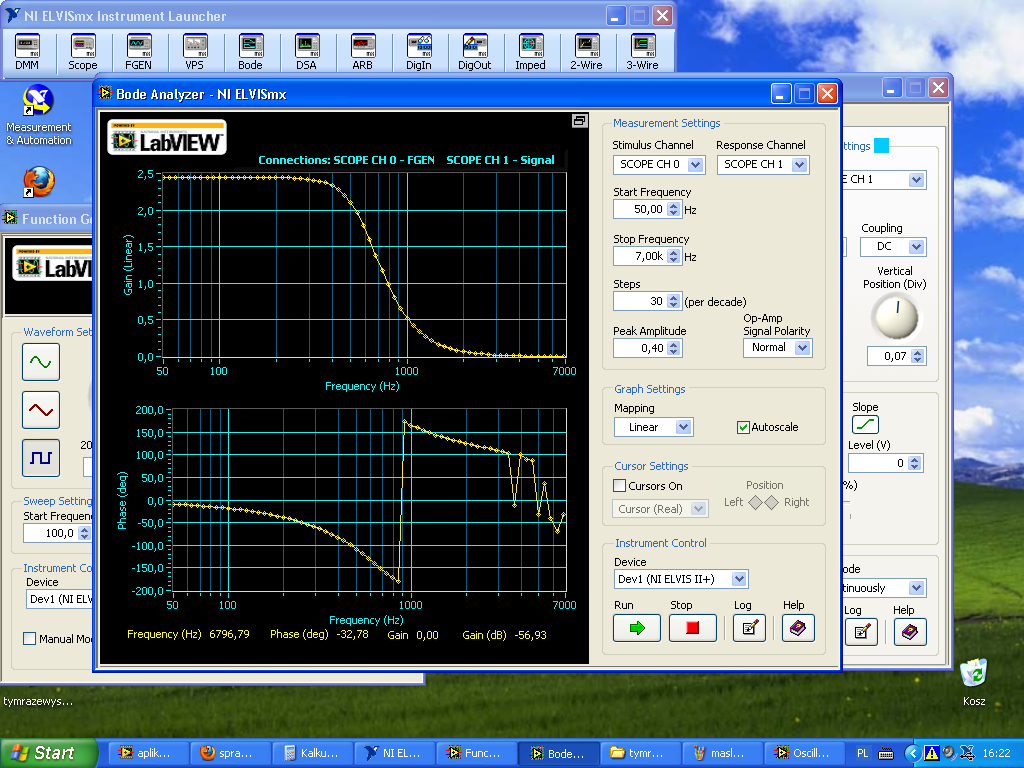 NI ELVISmx Instrument Launcher
DMM
Scope
FGEN
VPS
Bode
DSA
ARB
DigIn
DigOut
Imped
2-Wire
3-Wire
Measurement
& Automation
Bode Analyzer - NI ELVISmx
LabVIEW
Connections: SCOPE CH 0 - FGEN SCOPE CH 1 - Signal
Gain (Linear)
2,5
2,0
1,5
1,0
0,5
0,0
50
100
1000
7000
Frequency (Hz)
Phase (deg)
200,0
150,0
100,0
50,0
0,0
-50,0
-100,0
-150,0
-200,0
50
100
1000
7000
Frequency (Hz)
Frequency (Hz) 6796,79 Phase (deg) -32,78 Gain 0,00 Gain (dB) -56,93
Measurement Settings
Stimulus Channel
SCOPE CH 0
Response Channel
SCOPE CH 1
Start Frequency
50,00 Hz
Stop Frequency
7,00k Hz
Steps
30 (per decade)
Peak Amplitude
0,40
Op-Amp
Signal Polarity
Normal
Graph Settings
Mapping
Linear
Autoscale
Cursor Settings
Cursors On
Cursor (Real)
Position
Left
Right
Instrument Control
Device
Dev1 (NI ELVIS II+)
Run
Stop
Log
Help
Function Ge
LabVI
Waveform Set
20
Sweep Setting
Start Frequenc
100,0
Instrument Co
Device
Dev1 (NI ELV
Manual Mod
ttings
E CH 1
Coupling
DC
Vertical
Position (Div)
0,07
Slope
Level (V)
0
%)
ode
tinuously
Log
Help
tymrazewys...
Kosz
Start
aplik...
spra...
Kalku...
NI EL...
Func...
Bode...
tymr...
masl...
Oscill...
PL
16:22